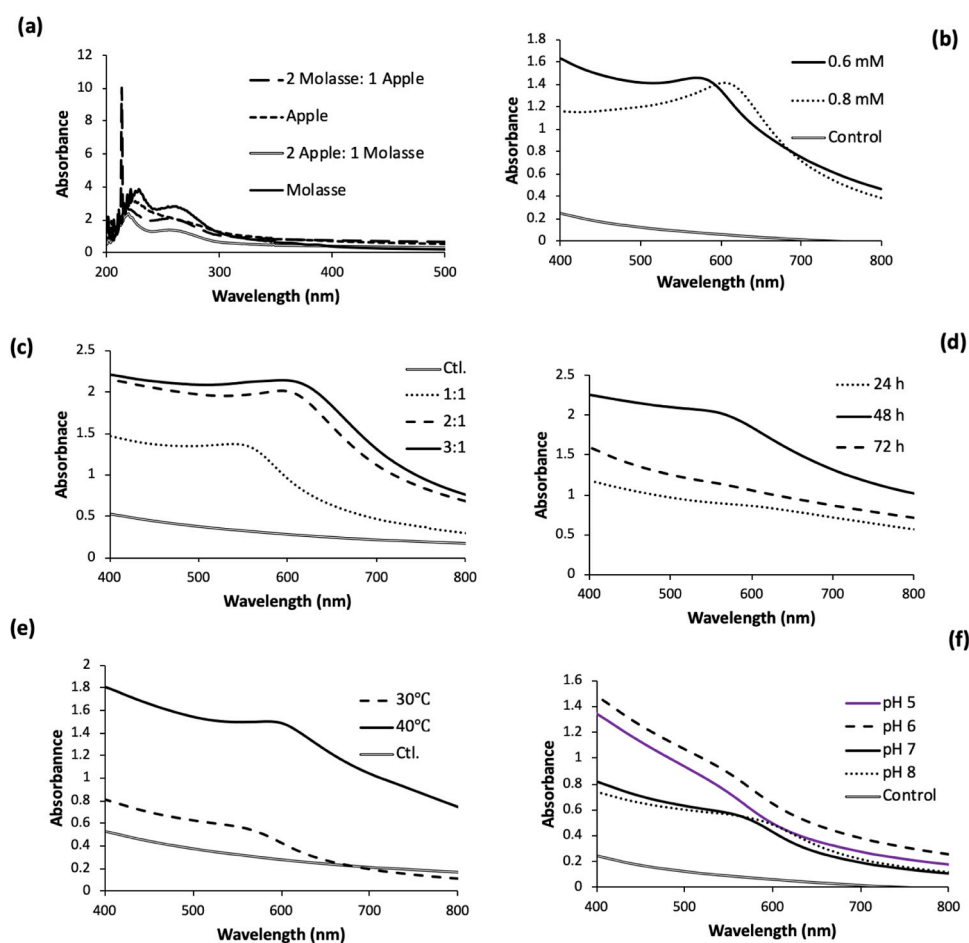 (a)
12
10
8
6
4
2
0
200 300 400 500
Absorbance
Wavelength (nm)
2 Molasse: 1 Apple
Apple
2 Apple: 1 Molasse
Molasse
(b)
1.8
1.6
1.4
1.2
1
0.8
0.6
0.4
0.2
0
400 500 600 700 800
Absorbance
Wavelength (nm)
0.6 mM
0.8 mM
Control
(c)
2.5
2
1.5
1
0.5
0
400 500 600 700 800
Absorbnace
Wavelength (nm)
Ctl.
1:1
2:1
3:1
(d)
2.5
2
1.5
1
0.5
0
400 500 600 700 800
Absorbance
Wavelength (nm)
24 h
48 h
72 h
(e)
2
1.8
1.6
1.4
1.2
1
0.8
0.6
0.4
0.2
0
400 500 600 700 800
Absorbannce
Wavelength (nm)
30°C
40°C
Ctl.
(f)
1.6
1.4
1.2
1
0.8
0.6
0.4
0.2
0
400 500 600 700 800
Absorbance
Wavelength (nm)
pH 5
pH 6
pH 7
pH 8
Control